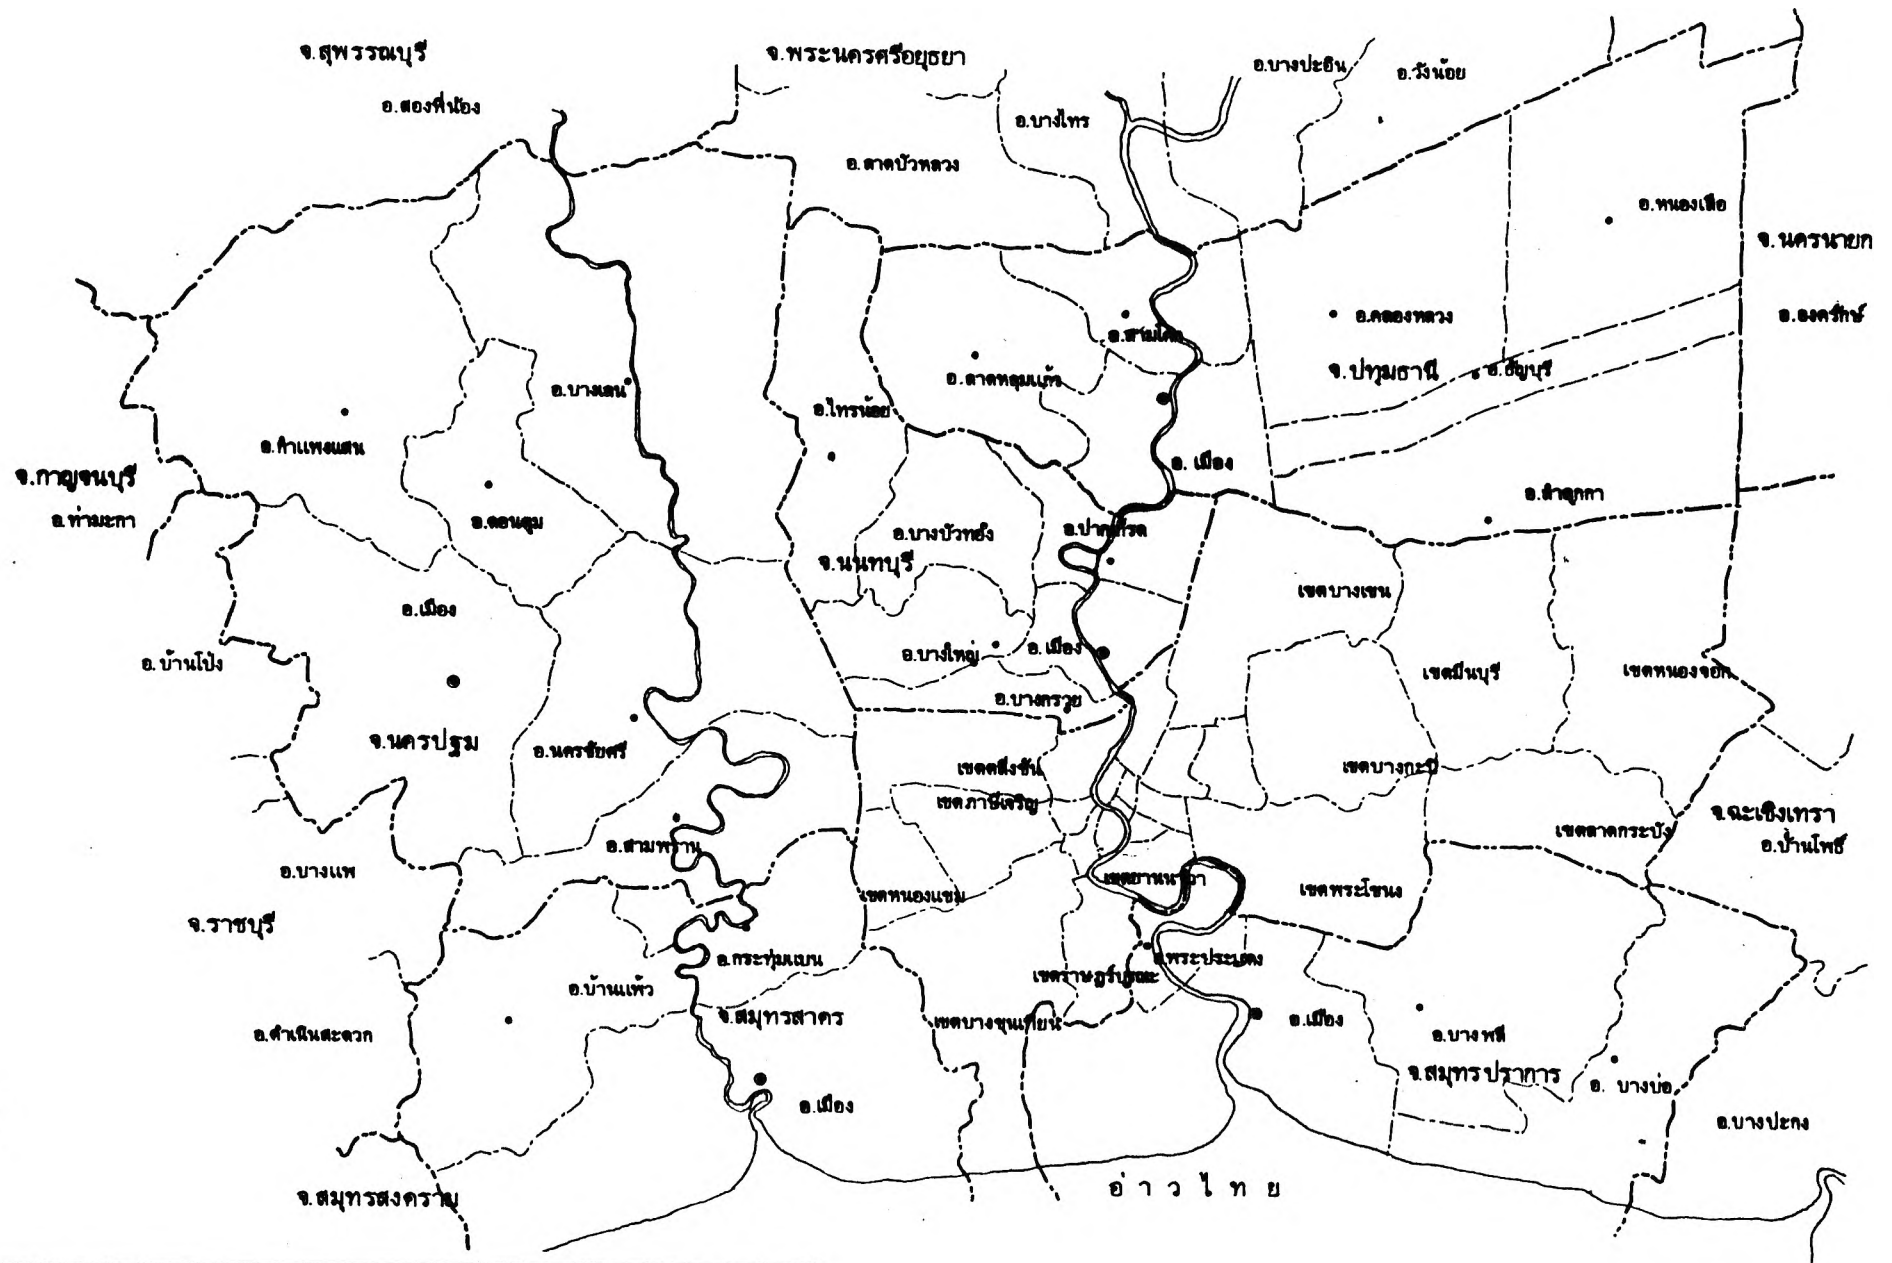 จ.สุพรรณบุรี
จ.พระนครศรีอยุธยา
อ.บางปะอิน
อ.วังน้อย
อ.สองพี่น้อง
อ.บางไทร
อ.ลาดบัวหลวง
อ.หนองเสือ
จ.นครนายก
อ.องครักษ์
อ.คลองหลวง
อ.สามโคก
จ.ปทุมธานี
อ.ธัญบุรี
อ.ลาดหลุมแก้ว
อ.บางเลน
อ.ไทรน้อย
อ.กำแพงแสน
อ. เมือง
จ.กาญจนบุรี
อ.ท่ามะกา
อ.ดอนตูม
อ.ลำลูกกา
อ.บางบัวทอง
อ.ปากเกร็ด
จ.นนทบุรี
เขตบางเขน
อ.เมือง
อ.บ้านโป่ง
อ.บางใหญ่
อ.เมือง
เขตมีนบุรี
เขตหนองจอก
อ.บางกรวย
จ.นครปฐม
อ.นครชัยศรี
เขตตลิ่งชัน
เขตบางกะปิ
เขตภาษีเจริญ
จ.ฉะเชิงเทรา
เขตลาดกระบัง
อ.บ้านโพธิ์
อ.สามพราน
อ.บางแพ
เขตยานนาวา
เขตหนองแขม
เขตพระโขนง
จ.ราชบุรี
อ.กระทุ่มแบน
อ.พระประแดง
เขตราษฎร์บูรณะ
อ.บ้านแพ้ว
จ.สมุทรสาคร
เขตบางขุนเทียน
อ.เมือง
อ.ดำเนินสะดวก
อ.บางพลี
จ.สมุทรปราการ
อ. บางบ่อ
อ.เมือง
อ.บางปะกง
จ.สมุทรสงคราม
อ่าวไทย